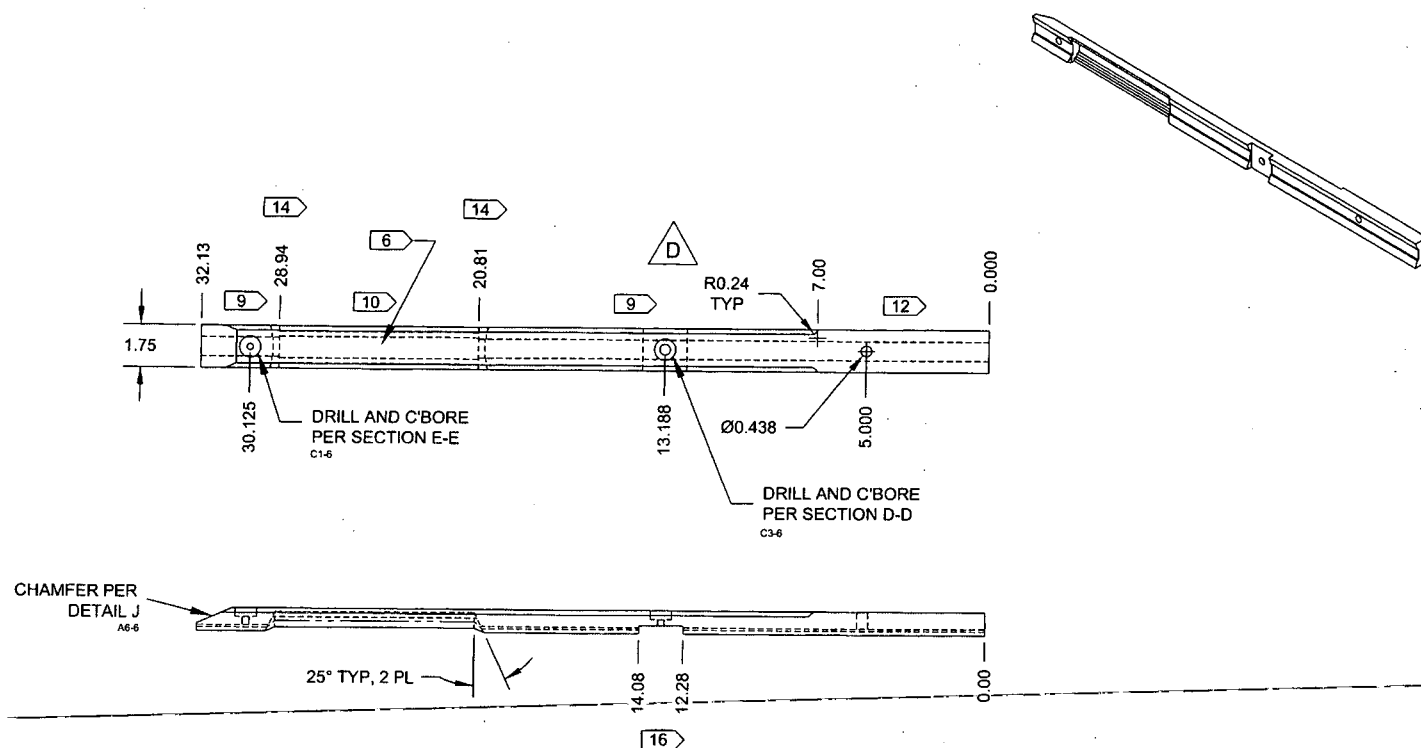 14
14
6
D
32.13
28.94
20.81
7.00
0.000
R0.24
TYP
9
10
9
12
1.75
30.125
DRILL AND C'BORE
PER SECTION E-E
C1-6
13.188
Ø0.438
5.000
DRILL AND C'BORE
PER SECTION D-D
C3-6
CHAMFER PER
DETAIL J
A6-6
25° TYP, 2 PL
14.08
12.28
0.00
16